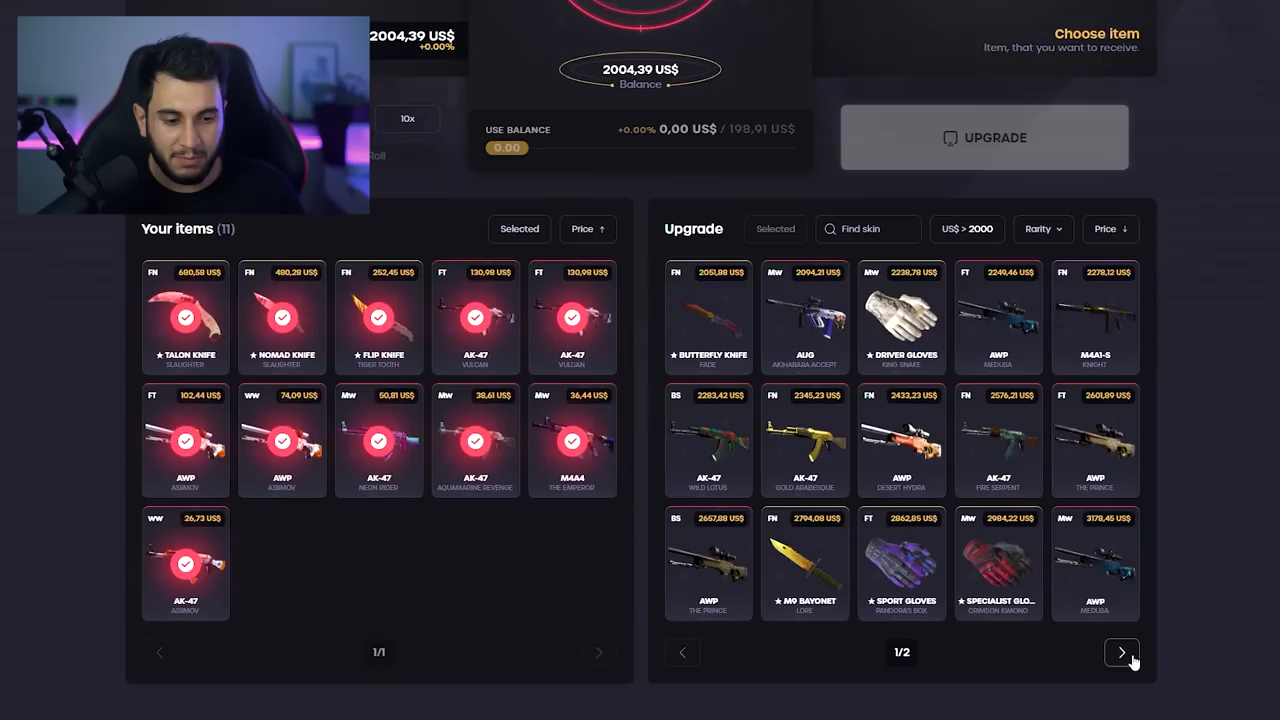 2004,39 US$
+0.00%
Choose item
Item, that you want to receive.
2004,39 US$
Balance
10x
Roll
USE BALANCE
+0.00% 0,00 US$ / 198,91 US$
0.00
UPGRADE
Your items (11)
Selected
Price ↑
FN 680,58 US$
FN 480,28 US$
FN 252,45 US$
FT 130,98 US$
FT 130,98 US$
★ TALON KNIFE
★ NOMAD KNIFE
★ FLIP KNIFE
AK-47
AK-47
SLAUGHTER
SLAUGHTER
TIGER TOOTH
VULCAN
VULCAN
FT 102,44 US$
WW 74,09 US$
MW 50,81 US$
MW 38,61 US$
MW 36,44 US$
AWP
AWP
AK-47
AK-47
M4A4
ASIIMOV
ASIIMOV
NEON RIDER
AQUAMARINE REVENGE
THE EMPEROR
WW 26,73 US$
AK-47
ASIIMOV
1/1
Upgrade
Selected
Find skin
US$ > 2000
Rarity
Price ↓
FN 2051,88 US$
MW 2094,21 US$
MW 2238,78 US$
FT 2249,46 US$
FN 2278,12 US$
★ BUTTERFLY KNIFE
AUG
★ DRIVER GLOVES
AWP
M4A1-S
FADE
AKIHABARA ACCEPT
KING SNAKE
MEDUSA
KNIGHT
BS 2283,42 US$
FN 2345,23 US$
FN 2433,23 US$
FN 2576,21 US$
FT 2601,89 US$
AK-47
AK-47
AWP
AK-47
AWP
WILD LOTUS
GOLD ARABESQUE
DESERT HYDRA
FIRE SERPENT
THE PRINCE
BS 2657,88 US$
FN 2794,08 US$
FT 2862,85 US$
MW 2984,22 US$
MW 3178,45 US$
AWP
★ M9 BAYONET
★ SPORT GLOVES
★ SPECIALIST GLO...
AWP
THE PRINCE
LORE
PANDORA'S BOX
CRIMSON KIMONO
MEDUSA
1/2